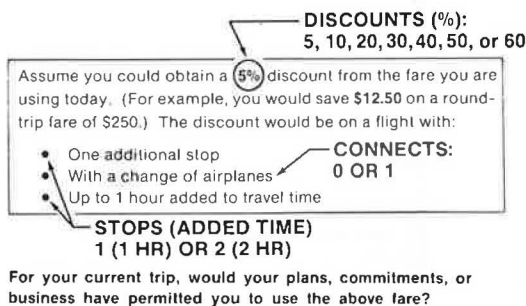 DISCOUNTS (%):
5, 10, 20, 30, 40, 50, or 60
Assume you could obtain a 5% discount from the fare you are
using today. (For example, you would save $12.50 on a round-
trip fare of $250.) The discount would be on a flight with:
• One additional stop
• With a change of airplanes
CONNECTS:
0 OR 1
• Up to 1 hour added to travel time
STOPS (ADDED TIME)
1 (1 HR) OR 2 (2 HR)
For your current trip, would your plans, commitments, or
business have permitted you to use the above fare?